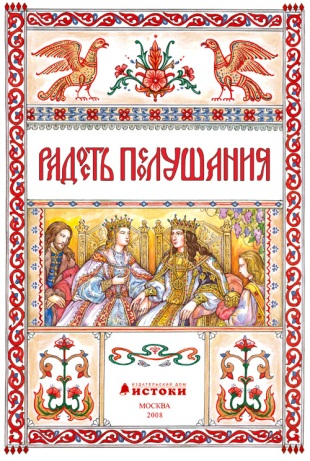 РАДОСТЬ ПОСЛУШАНИЯ
ИЗДАТЕЛЬСКИЙ ДОМ
ИСТОКИ
МОСКВА
2008